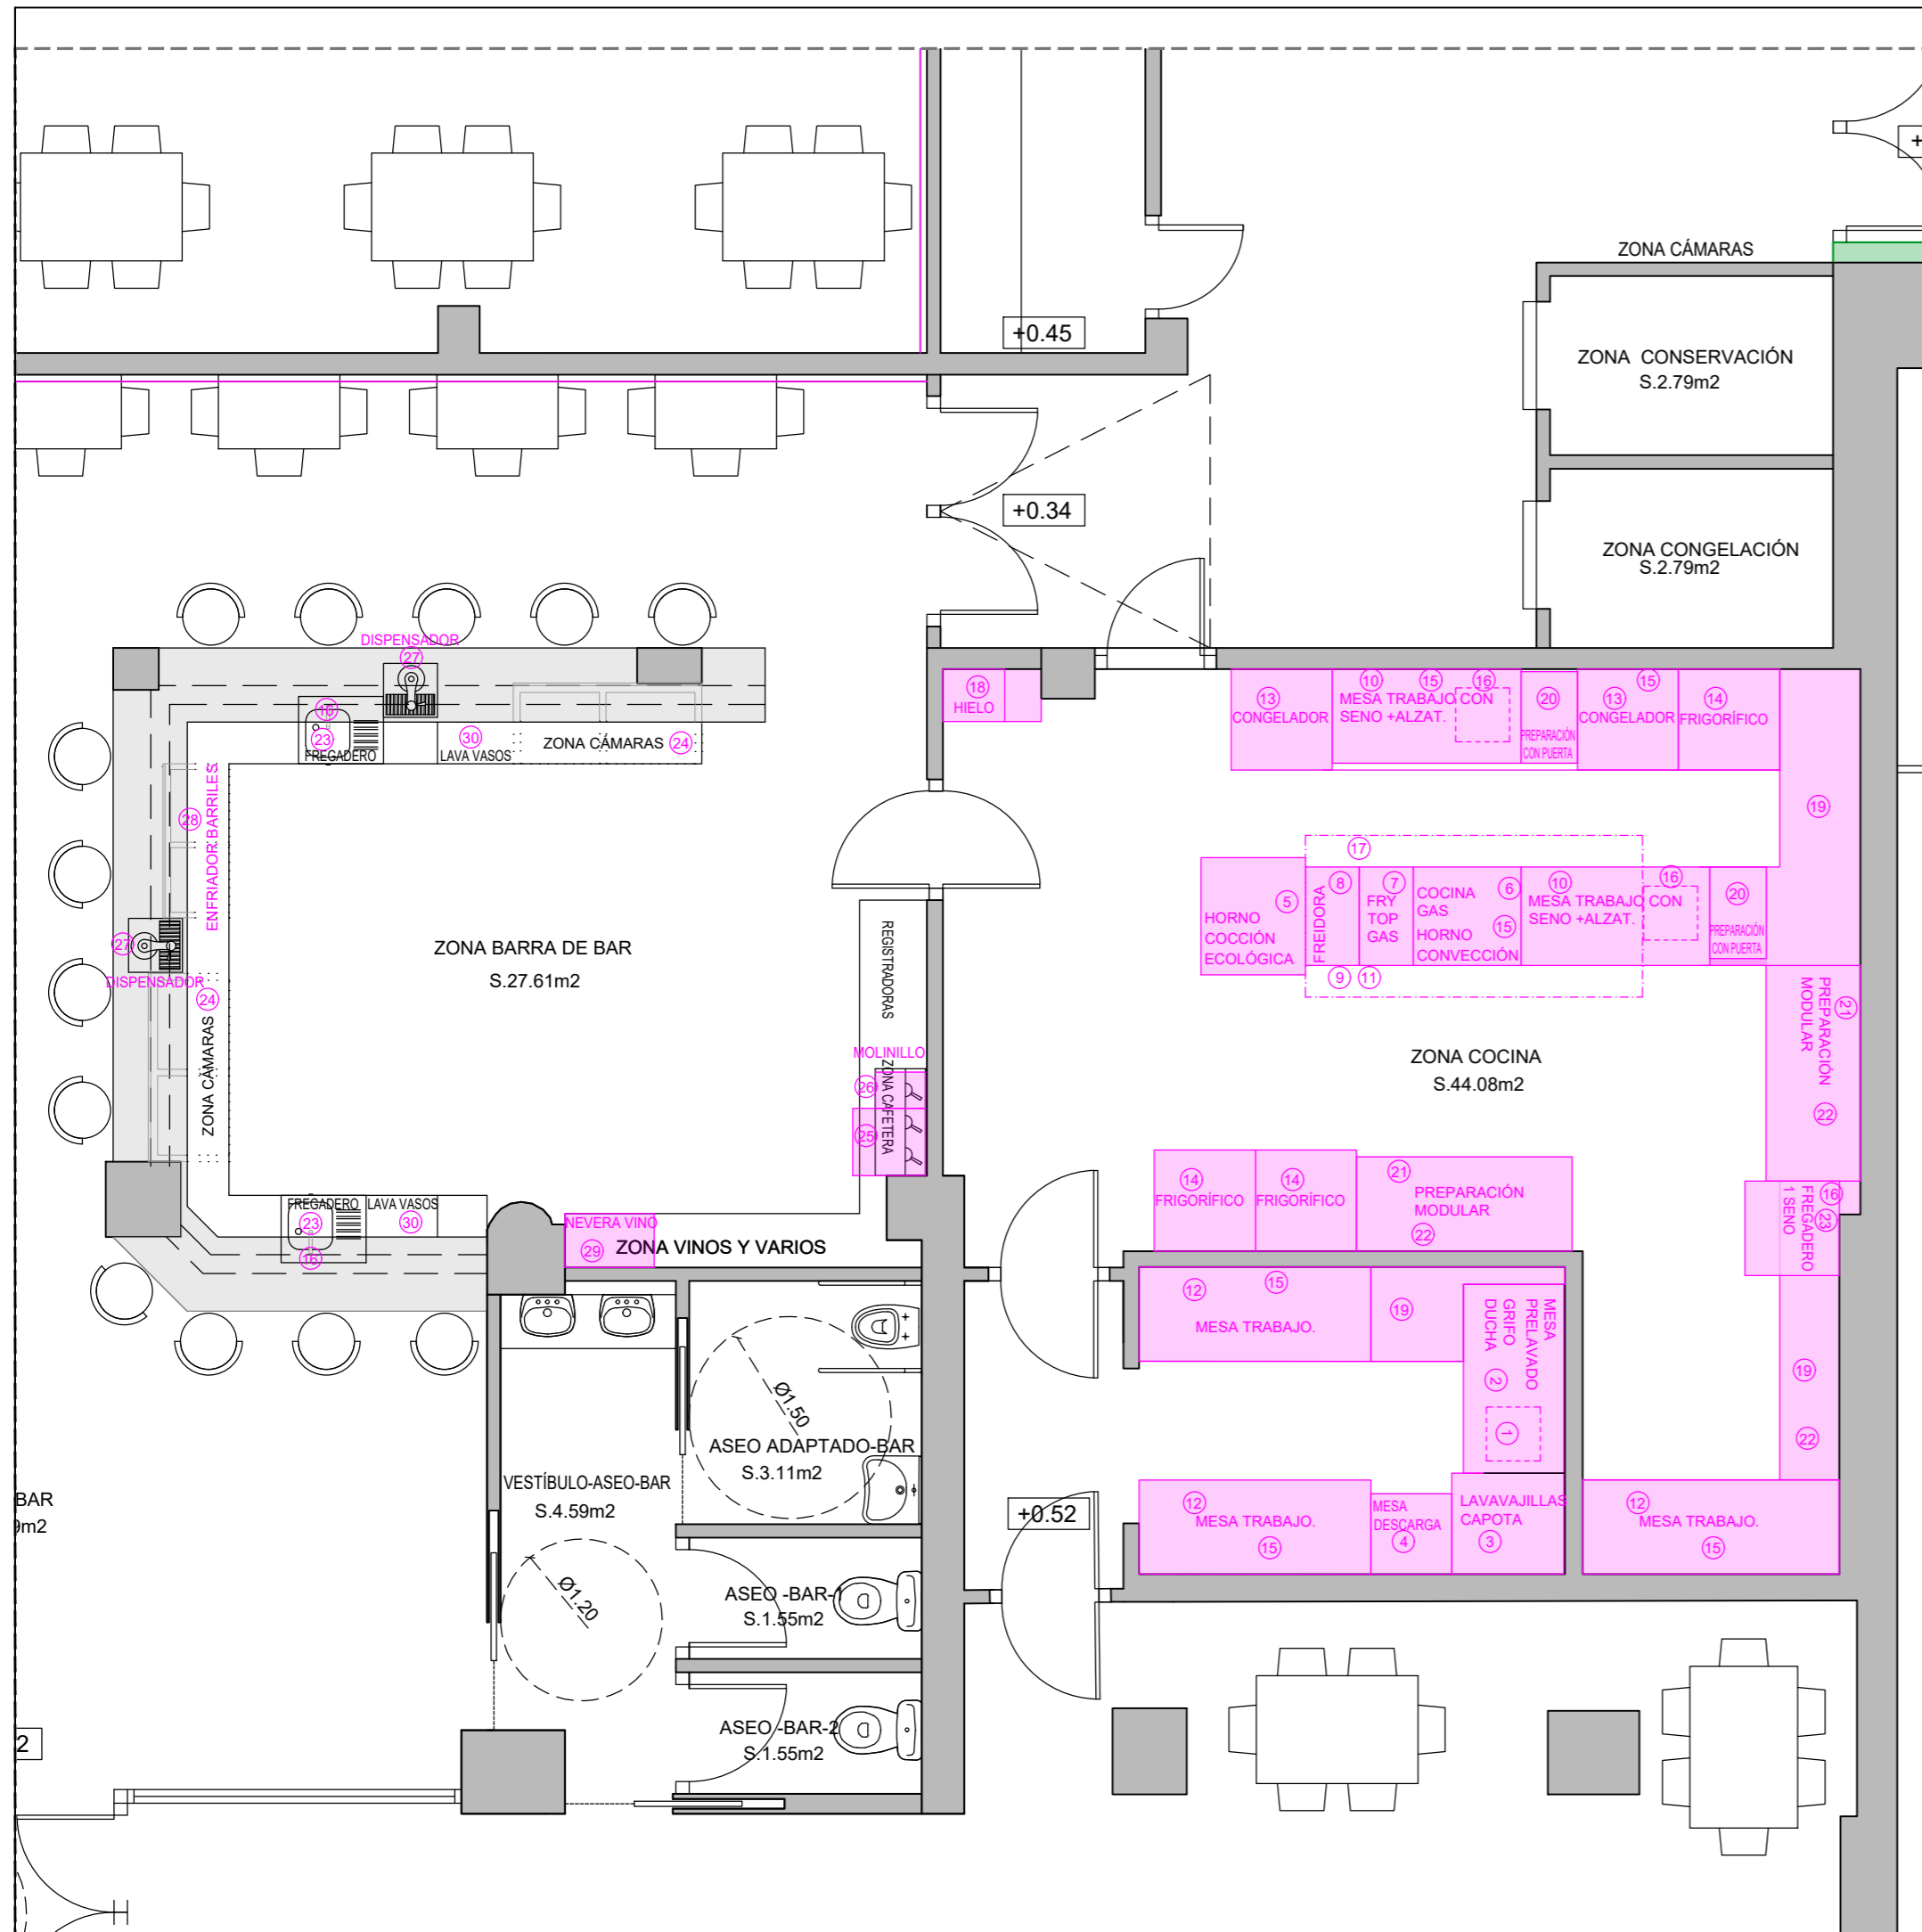 +
ZONA CÁMARAS
+0.45
ZONA CONSERVACIÓN
S.2.79m2
+0.34
ZONA CONGELACIÓN
S.2.79m2
DISPENSADOR
27
16
23
FREGADERO
30
LAVA VASOS
ZONA CÁMARAS 24
28
ENFRIADOR BARRILES
27
DISPENSADOR
24
ZONA CÁMARAS
ZONA BARRA DE BAR
S.27.61m2
REGISTRADORAS
MOLINILLO
26
ZONA CAFETERA
25
FREGADERO
23
16
LAVA VASOS
30
NEVERA VINO
29
ZONA VINOS Y VARIOS
18
HIELO
13
CONGELADOR
10 15 16
MESA TRABAJO CON
SENO +ALZAT.
20
PREPARACIÓN
CON PUERTA
13 15
CONGELADOR
14
FRIGORÍFICO
19
17
5
HORNO
COCCIÓN
ECOLÓGICA
8
FREIDORA
7
FRY
TOP
GAS
6
COCINA
GAS
15
HORNO
CONVECCIÓN
10 16
MESA TRABAJO CON
SENO +ALZAT.
20
PREPARACIÓN
CON PUERTA
9 11
21
PREPARACIÓN
MODULAR
22
ZONA COCINA
S.44.08m2
14
FRIGORÍFICO
14
FRIGORÍFICO
21
PREPARACIÓN
MODULAR
22
16
23
FREGADERO
1 SENO
12 15
MESA TRABAJO.
19
MESA
PRELAVADO
GRIFO
DUCHA
2
1
19
22
12
MESA TRABAJO.
15
MESA
DESCARGA
4
LAVAVAJILLAS
CAPOTA
3
12
MESA TRABAJO.
15
Ø1.50
ASEO ADAPTADO-BAR
S.3.11m2
VESTÍBULO-ASEO-BAR
S.4.59m2
+0.52
Ø1.20
ASEO -BAR-1
S.1.55m2
ASEO -BAR-2
S.1.55m2
BAR
9m2
2